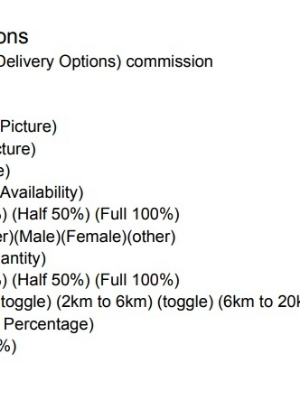 ons
Delivery Options) commission
Picture)
cture)
e)
Availability)
%) (Half 50%) (Full 100%)
er)(Male)(Female)(other)
antity)
%) (Half 50%) (Full 100%)
toggle) (2km to 6km) (toggle) (6km to 20k
Percentage)
%)